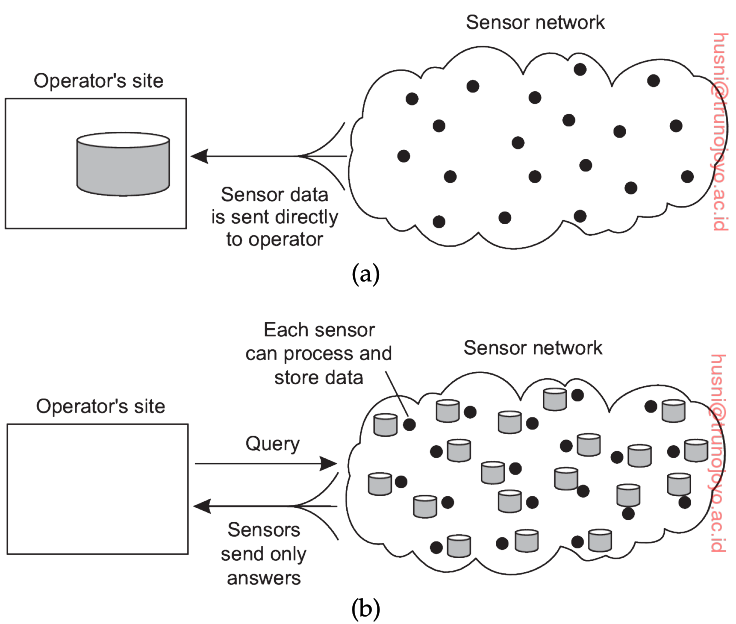 Sensor network
Operator's site
Sensor data
is sent directly
to operator
husni@trunojoyo.ac.id
(a)
Each sensor
can process and
store data
Sensor network
Operator's site
Query
Sensors
send only
answers
husni@trunojoyo.ac.id
(b)